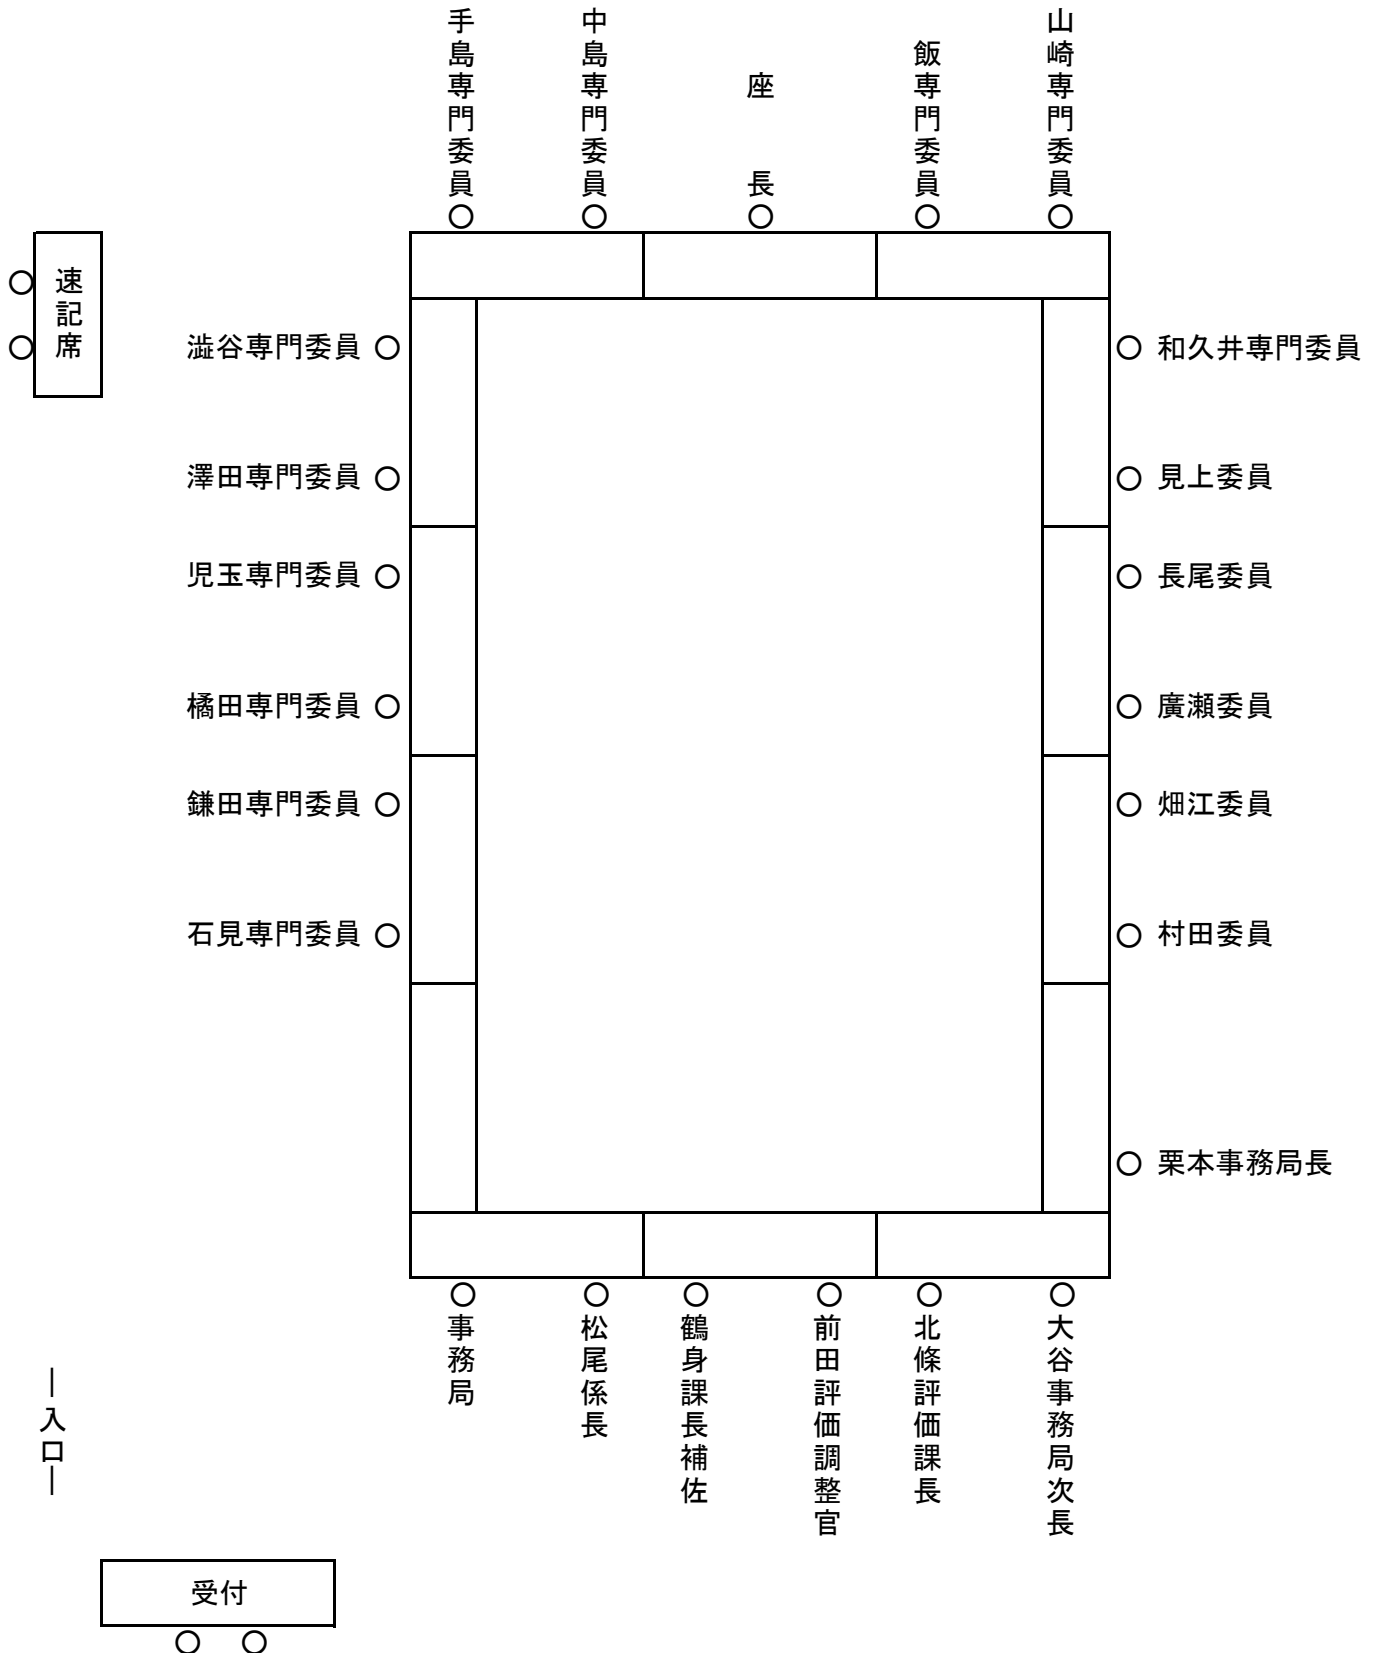 手島専門委員
中島専門委員
座長
飯専門委員
山崎専門委員
速記席
澁谷専門委員
和久井専門委員
澤田専門委員
見上委員
児玉専門委員
長尾委員
橘田専門委員
廣瀬委員
鎌田専門委員
畑江委員
石見専門委員
村田委員
栗本事務局長
事務局
松尾係長
鶴身課長補佐
前田評価調整官
北條評価課長
大谷事務局次長
―入口―
受付